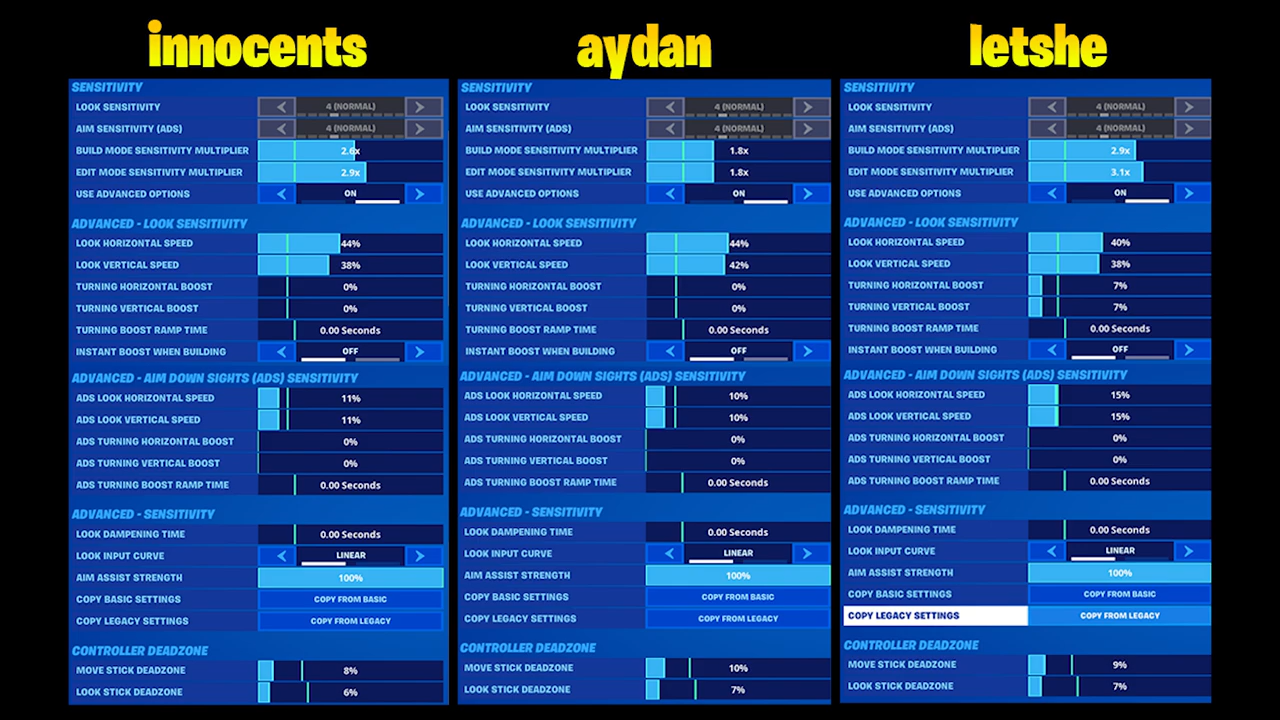 innocents
SENSITIVITY
LOOK SENSITIVITY 4 (NORMAL)
AIM SENSITIVITY (ADS) 4 (NORMAL)
BUILD MODE SENSITIVITY MULTIPLIER 2.6x
EDIT MODE SENSITIVITY MULTIPLIER 2.9x
USE ADVANCED OPTIONS ON
ADVANCED - LOOK SENSITIVITY
LOOK HORIZONTAL SPEED 44%
LOOK VERTICAL SPEED 38%
TURNING HORIZONTAL BOOST 0%
TURNING VERTICAL BOOST 0%
TURNING BOOST RAMP TIME 0.00 Seconds
INSTANT BOOST WHEN BUILDING OFF
ADVANCED - AIM DOWN SIGHTS (ADS) SENSITIVITY
ADS LOOK HORIZONTAL SPEED 11%
ADS LOOK VERTICAL SPEED 11%
ADS TURNING HORIZONTAL BOOST 0%
ADS TURNING VERTICAL BOOST 0%
ADS TURNING BOOST RAMP TIME 0.00 Seconds
ADVANCED - SENSITIVITY
LOOK DAMPENING TIME 0.00 Seconds
LOOK INPUT CURVE LINEAR
AIM ASSIST STRENGTH 100%
COPY BASIC SETTINGS COPY FROM BASIC
COPY LEGACY SETTINGS COPY FROM LEGACY
CONTROLLER DEADZONE
MOVE STICK DEADZONE 8%
LOOK STICK DEADZONE 6%
aydan
SENSITIVITY
LOOK SENSITIVITY 4 (NORMAL)
AIM SENSITIVITY (ADS) 4 (NORMAL)
BUILD MODE SENSITIVITY MULTIPLIER 1.8x
EDIT MODE SENSITIVITY MULTIPLIER 1.8x
USE ADVANCED OPTIONS ON
ADVANCED - LOOK SENSITIVITY
LOOK HORIZONTAL SPEED 44%
LOOK VERTICAL SPEED 42%
TURNING HORIZONTAL BOOST 0%
TURNING VERTICAL BOOST 0%
TURNING BOOST RAMP TIME 0.00 Seconds
INSTANT BOOST WHEN BUILDING OFF
ADVANCED - AIM DOWN SIGHTS (ADS) SENSITIVITY
ADS LOOK HORIZONTAL SPEED 10%
ADS LOOK VERTICAL SPEED 10%
ADS TURNING HORIZONTAL BOOST 0%
ADS TURNING VERTICAL BOOST 0%
ADS TURNING BOOST RAMP TIME 0.00 Seconds
ADVANCED - SENSITIVITY
LOOK DAMPENING TIME 0.00 Seconds
LOOK INPUT CURVE LINEAR
AIM ASSIST STRENGTH 100%
COPY BASIC SETTINGS COPY FROM BASIC
COPY LEGACY SETTINGS COPY FROM LEGACY
CONTROLLER DEADZONE
MOVE STICK DEADZONE 10%
LOOK STICK DEADZONE 7%
letshe
SENSITIVITY
LOOK SENSITIVITY 4 (NORMAL)
AIM SENSITIVITY (ADS) 4 (NORMAL)
BUILD MODE SENSITIVITY MULTIPLIER 2.9x
EDIT MODE SENSITIVITY MULTIPLIER 3.1x
USE ADVANCED OPTIONS ON
ADVANCED - LOOK SENSITIVITY
LOOK HORIZONTAL SPEED 40%
LOOK VERTICAL SPEED 38%
TURNING HORIZONTAL BOOST 7%
TURNING VERTICAL BOOST 7%
TURNING BOOST RAMP TIME 0.00 Seconds
INSTANT BOOST WHEN BUILDING OFF
ADVANCED - AIM DOWN SIGHTS (ADS) SENSITIVITY
ADS LOOK HORIZONTAL SPEED 15%
ADS LOOK VERTICAL SPEED 15%
ADS TURNING HORIZONTAL BOOST 0%
ADS TURNING VERTICAL BOOST 0%
ADS TURNING BOOST RAMP TIME 0.00 Seconds
ADVANCED - SENSITIVITY
LOOK DAMPENING TIME 0.00 Seconds
LOOK INPUT CURVE LINEAR
AIM ASSIST STRENGTH 100%
COPY BASIC SETTINGS COPY FROM BASIC
COPY LEGACY SETTINGS COPY FROM LEGACY
CONTROLLER DEADZONE
MOVE STICK DEADZONE 9%
LOOK STICK DEADZONE 7%